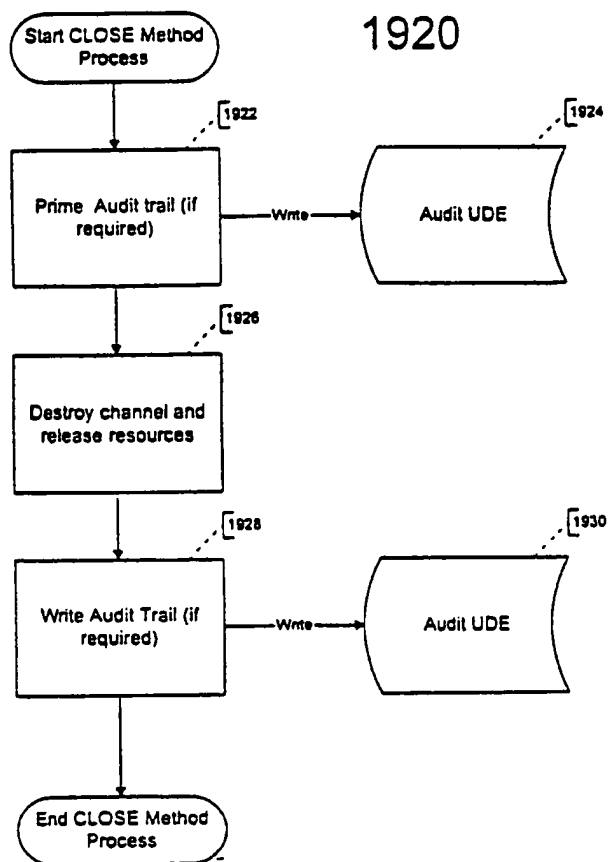 Start CLOSE Method
Process
1920
1922
1924
Prime Audit trail (if
required)
Write
Audit UDE
1926
Destroy channel and
release resources
1928
1930
Write Audit Trail (if
required)
Write
Audit UDE
End CLOSE Method
Process